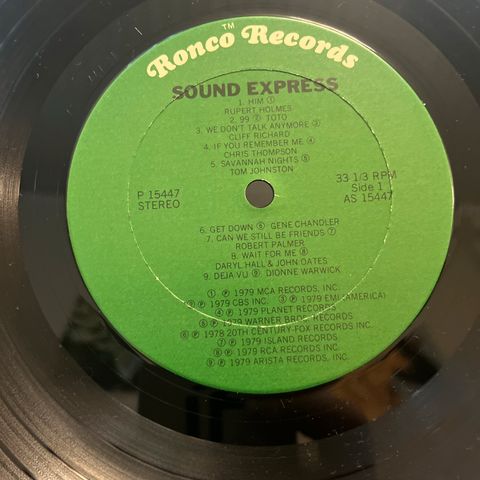 Ronco Records ™
SOUND EXPRESS
1. HIM ①
RUPERT HOLMES
2. 99 ② TOTO
3. WE DON'T TALK ANYMORE ③
CLIFF RICHARD
4. IF YOU REMEMBER ME ④
CHRIS THOMPSON
5. SAVANNAH NIGHTS ⑤
TOM JOHNSTON
P 15447
STEREO
33 1/3 RPM
Side 1
AS 15447
6. GET DOWN ⑥ GENE CHANDLER
7. CAN WE STILL BE FRIENDS ⑦
ROBERT PALMER
8. WAIT FOR ME ⑧
DARYL HALL & JOHN OATES
9. DEJA VU ⑨ DIONNE WARWICK
① ℗ 1979 MCA RECORDS, INC.
② ℗ 1979 CBS INC. ③ ℗ 1979 EMI (AMERICA)
④ ℗ 1979 PLANET RECORDS
⑤ ℗ 1979 WARNER BROS. RECORDS
⑥ ℗ 1978 20TH CENTURY-FOX RECORDS INC.
⑦ ℗ 1979 ISLAND RECORDS
⑧ ℗ 1979 RCA RECORDS INC.
⑨ ℗ 1979 ARISTA RECORDS, INC.